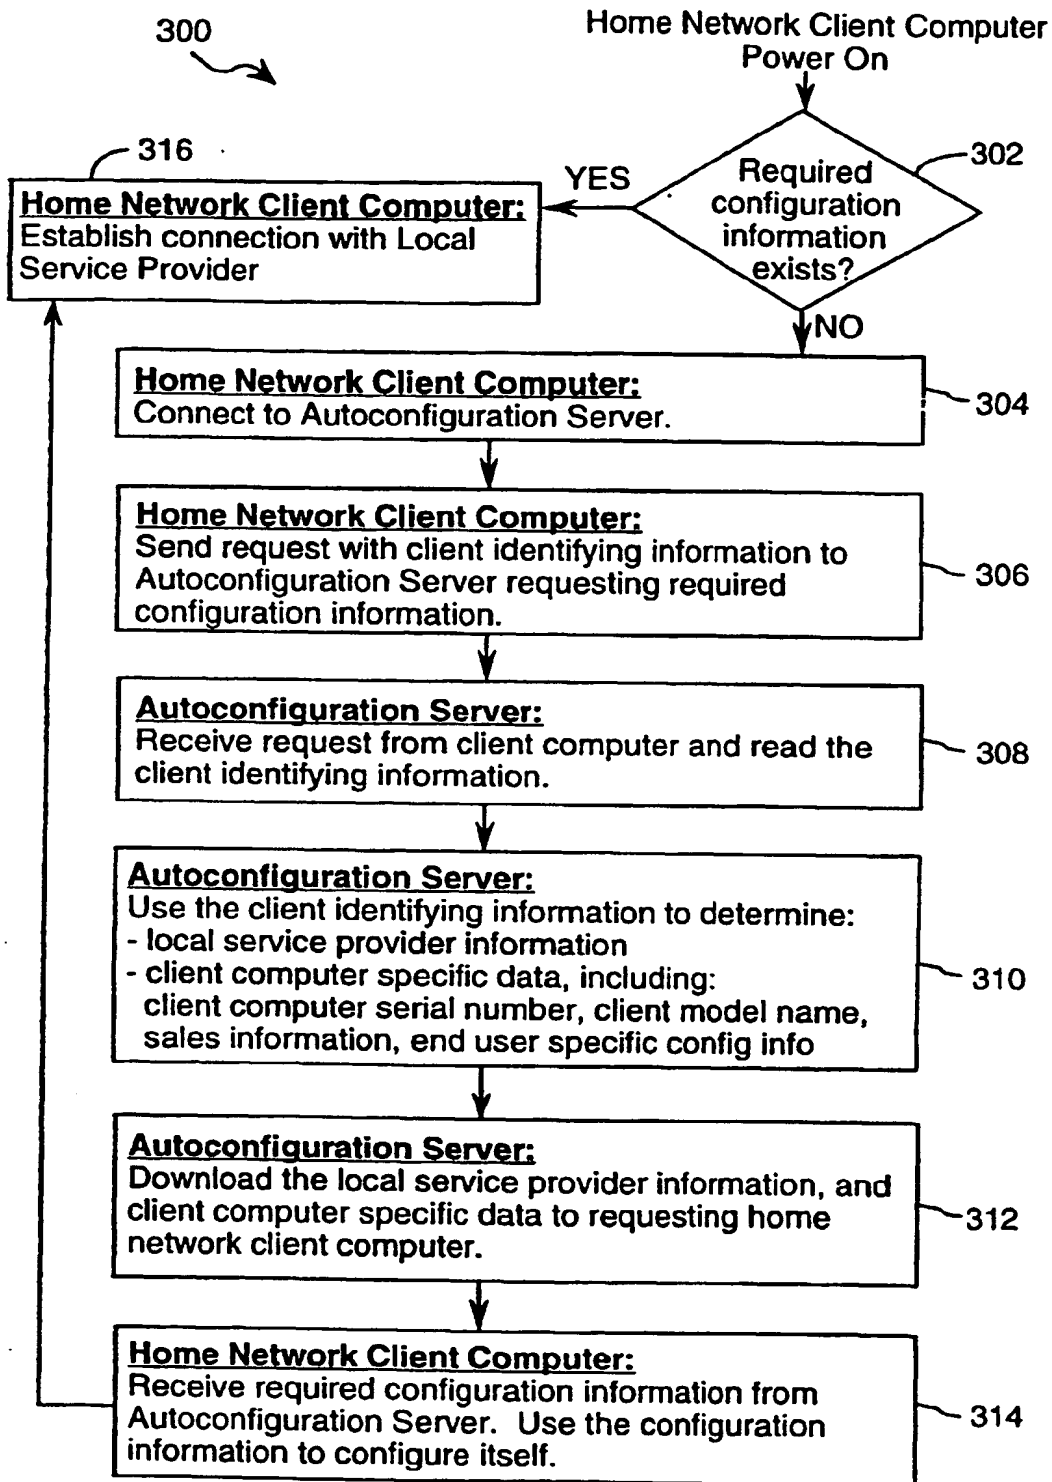 300
Home Network Client Computer
Power On
316
302
YES
Required
configuration
information
exists?
Home Network Client Computer:
Establish connection with Local
Service Provider
NO
Home Network Client Computer:
Connect to Autoconfiguration Server.
304
Home Network Client Computer:
Send request with client identifying information to
Autoconfiguration Server requesting required
configuration information.
306
Autoconfiguration Server:
Receive request from client computer and read the
client identifying information.
308
Autoconfiguration Server:
Use the client identifying information to determine:
- local service provider information
- client computer specific data, including:
client computer serial number, client model name,
sales information, end user specific config info
310
Autoconfiguration Server:
Download the local service provider information, and
client computer specific data to requesting home
network client computer.
312
Home Network Client Computer:
Receive required configuration information from
Autoconfiguration Server. Use the configuration
information to configure itself.
314